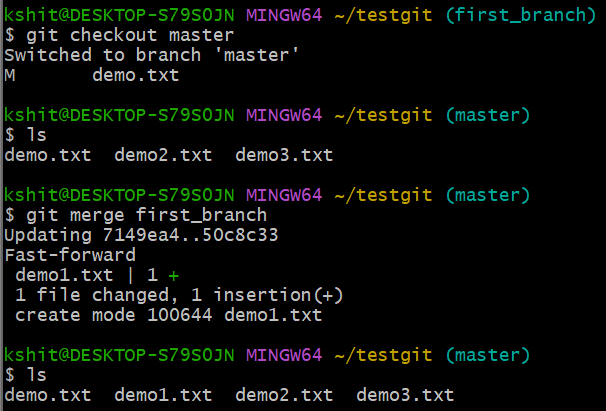 kshit@DESKTOP-S79S0JN MINGW64 ~/testgit (first_branch)
$ git checkout master
Switched to branch 'master'
M       demo.txt
kshit@DESKTOP-S79S0JN MINGW64 ~/testgit (master)
$ ls
demo.txt  demo2.txt  demo3.txt
kshit@DESKTOP-S79S0JN MINGW64 ~/testgit (master)
$ git merge first_branch
Updating 7149ea4..50c8c33
Fast-forward
 demo1.txt | 1 +
 1 file changed, 1 insertion(+)
 create mode 100644 demo1.txt
kshit@DESKTOP-S79S0JN MINGW64 ~/testgit (master)
$ ls
demo.txt  demo1.txt  demo2.txt  demo3.txt